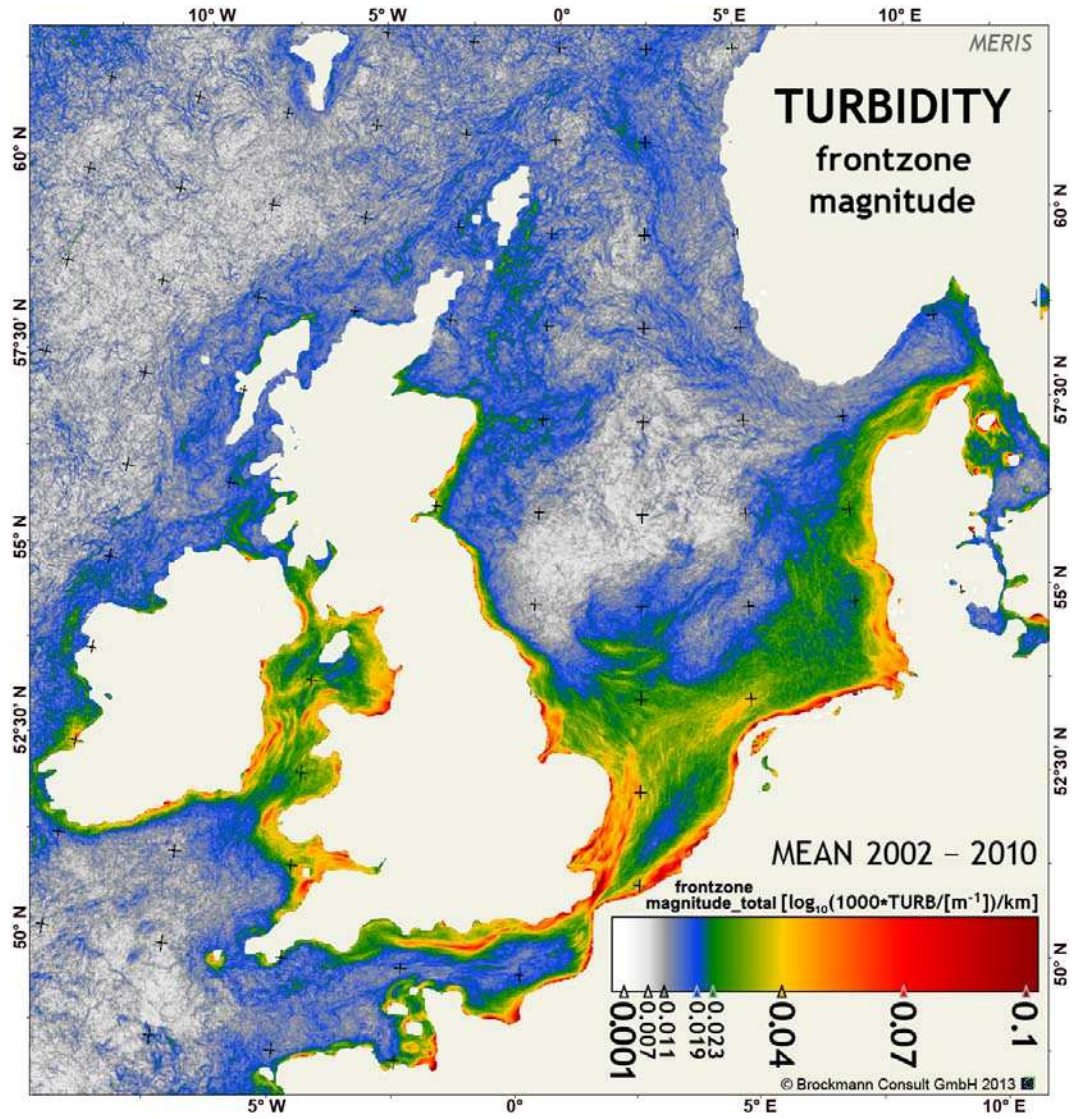 10° W 5° W 0° 5° E 10° E
MERIS
TURBIDITY
frontzone
magnitude
60° N
60° N
57°30' N
57°30' N
55° N
55° N
52°30' N
52°30' N
50° N
50° N
MEAN 2002 – 2010
frontzone
magnitude_total [log₁₀(1000*TURB/[m⁻¹])/km]
0.001 0.007 0.011 0.019 0.023 0.04 0.07 0.1
© Brockmann Consult GmbH 2013
5° W 0° 5° E 10° E